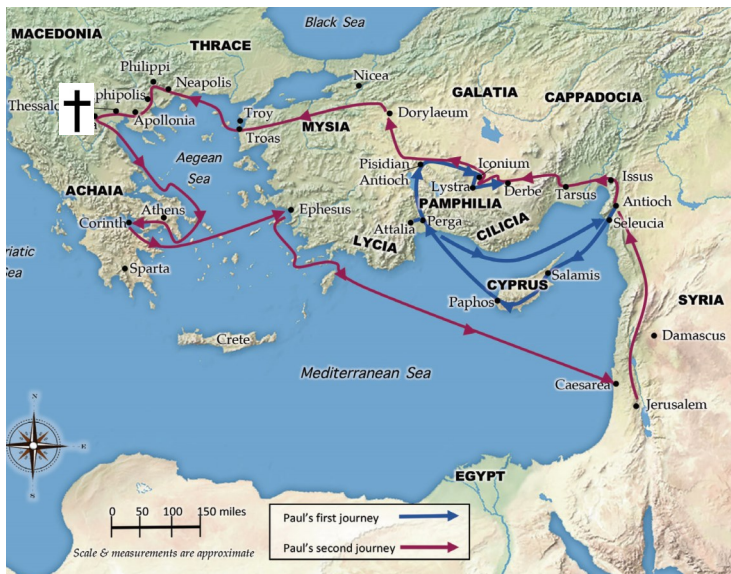 Black Sea
MACEDONIA
THRACE
Philippi
Neapolis
Nicea
GALATIA
CAPPADOCIA
Apollonia
Troy
Troas
MYSIA
Dorylaeum
Aegean
Sea
Pisidian
Antioch
Iconium
Lystra
Derbe
Tarsus
Issus
Antioch
Seleucia
ACHAIA
Athens
Corinth
Ephesus
PAMPHILIA
CILICIA
Attalia
Perga
LYCIA
Sparta
CYPRUS
Salamis
Paphos
SYRIA
Damascus
Crete
Mediterranean Sea
Caesarea
Jerusalem
N
E
S
EGYPT
0 50 100 150 miles
Scale & measurements are approximate
Paul's first journey
Paul's second journey